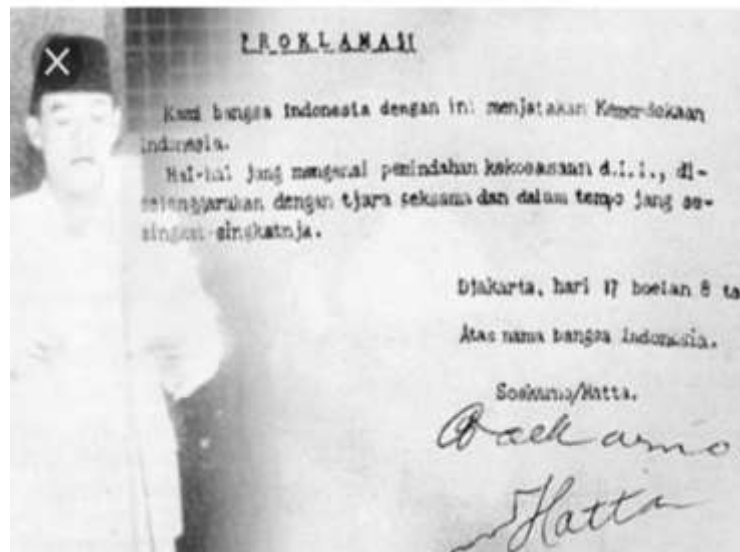 PROKLAMASI
Kami bangsa Indonesia dengan ini menjatakan Kemerdekaan
Indonesia.
Hal-hal jang mengenai pemindahan kekoeasaan d.l.l., di-
selenggarakan dengan tjara seksama dan dalam tempo jang se-
singkat-singkatnja.
Djakarta, hari 17 boelan 8 ta
Atas nama bangsa Indonesia.
Soekarno/Hatta.
Soekarno
Hatta